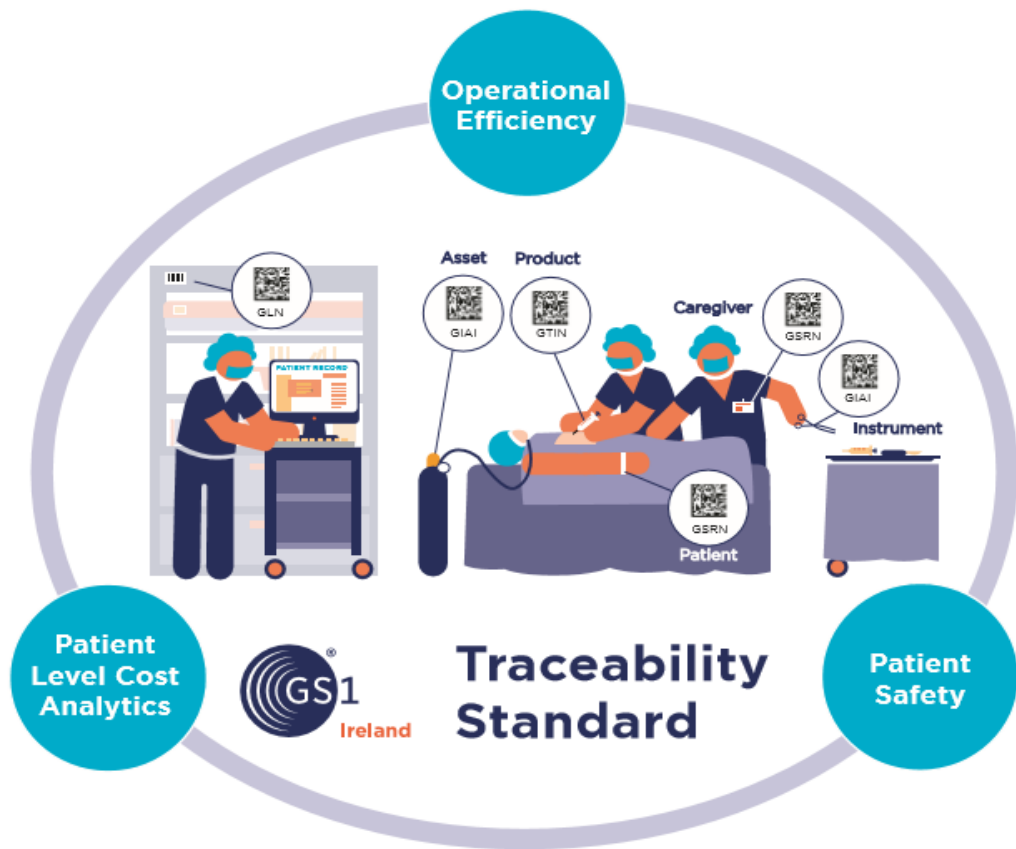 Operational
Efficiency
GLN
PATIENT RECORD
Asset
GIAI
Product
GTIN
Caregiver
GSRN
GIAI
Instrument
GSRN
Patient
Patient
Level Cost
Analytics
GS1
®
Ireland
Traceability
Standard
Patient
Safety